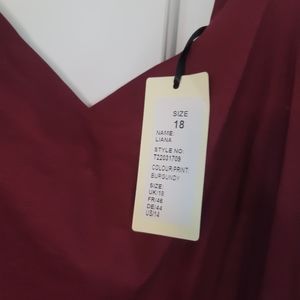 SIZE
18
NAME:
LIANA
STYLE NO:
T22001709
COLOUR/PRINT:
BURGUNDY
SIZE:
UK/18
FR/46
DE/44
US/14